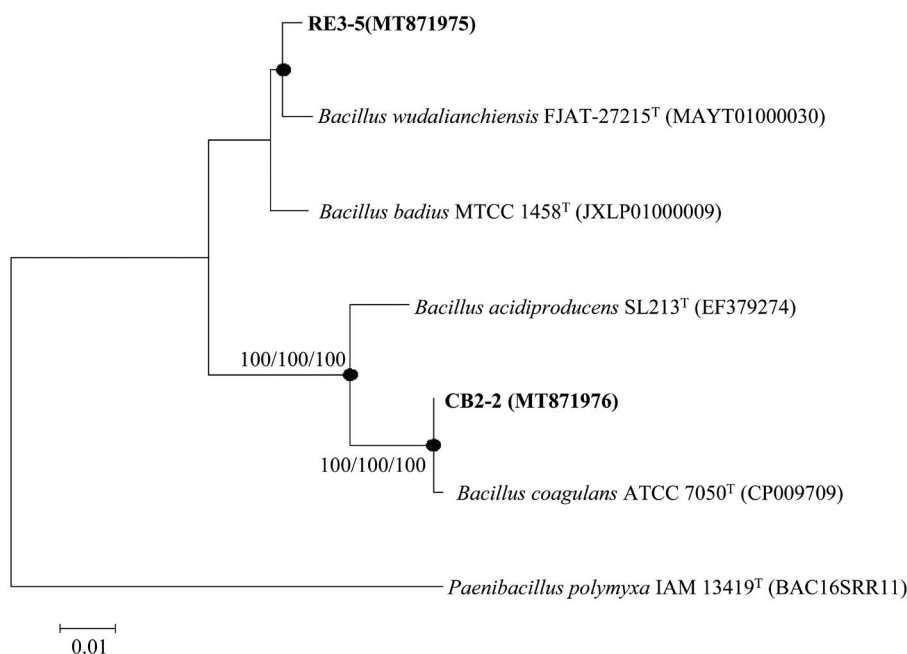 RE3-5(MT871975)
Bacillus wudalianchiensis FJAT-27215ᵀ (MAYT01000030)
Bacillus badius MTCC 1458ᵀ (JXLP01000009)
Bacillus acidiproducens SL213ᵀ (EF379274)
100/100/100
CB2-2 (MT871976)
100/100/100
Bacillus coagulans ATCC 7050ᵀ (CP009709)
Paenibacillus polymyxa IAM 13419ᵀ (BAC16SRR11)
0.01